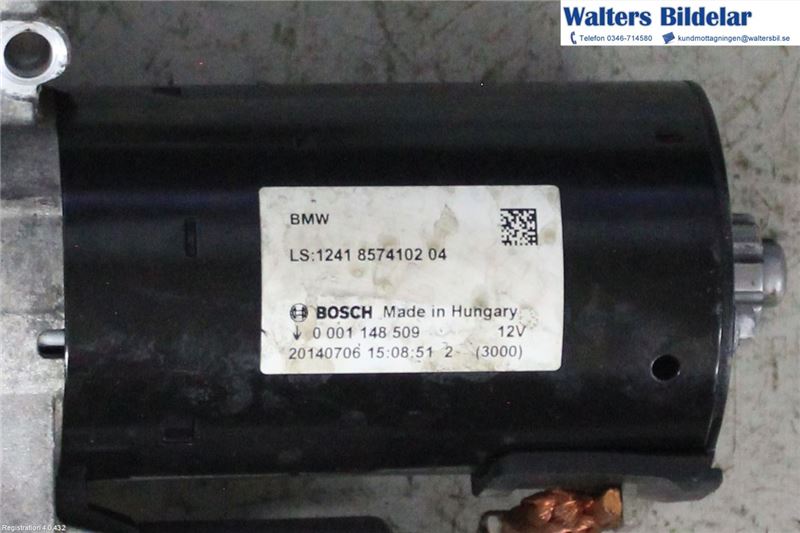 Walters Bildelar
Telefon 0346-714580 kundmottagningen@waltersbil.se
BMW
LS:1241 8574102 04
BOSCH Made in Hungary
0 001 148 509 12V
20140706 15:08:51 2 (3000)
Registration 4.0.432